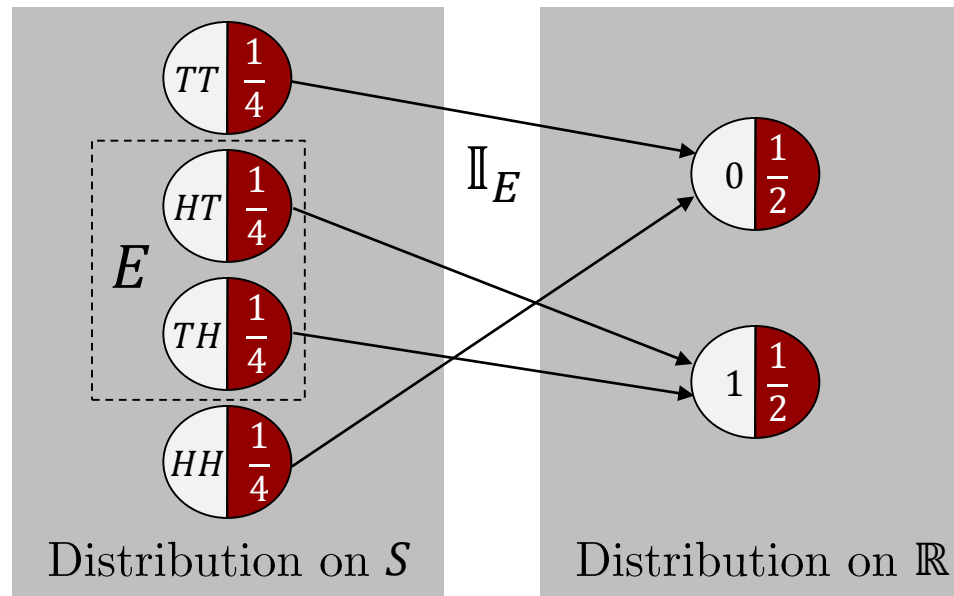 TT 1/4
𝕀_E
HT 1/4
0 1/2
E
TH 1/4
1 1/2
HH 1/4
Distribution on S
Distribution on ℝ